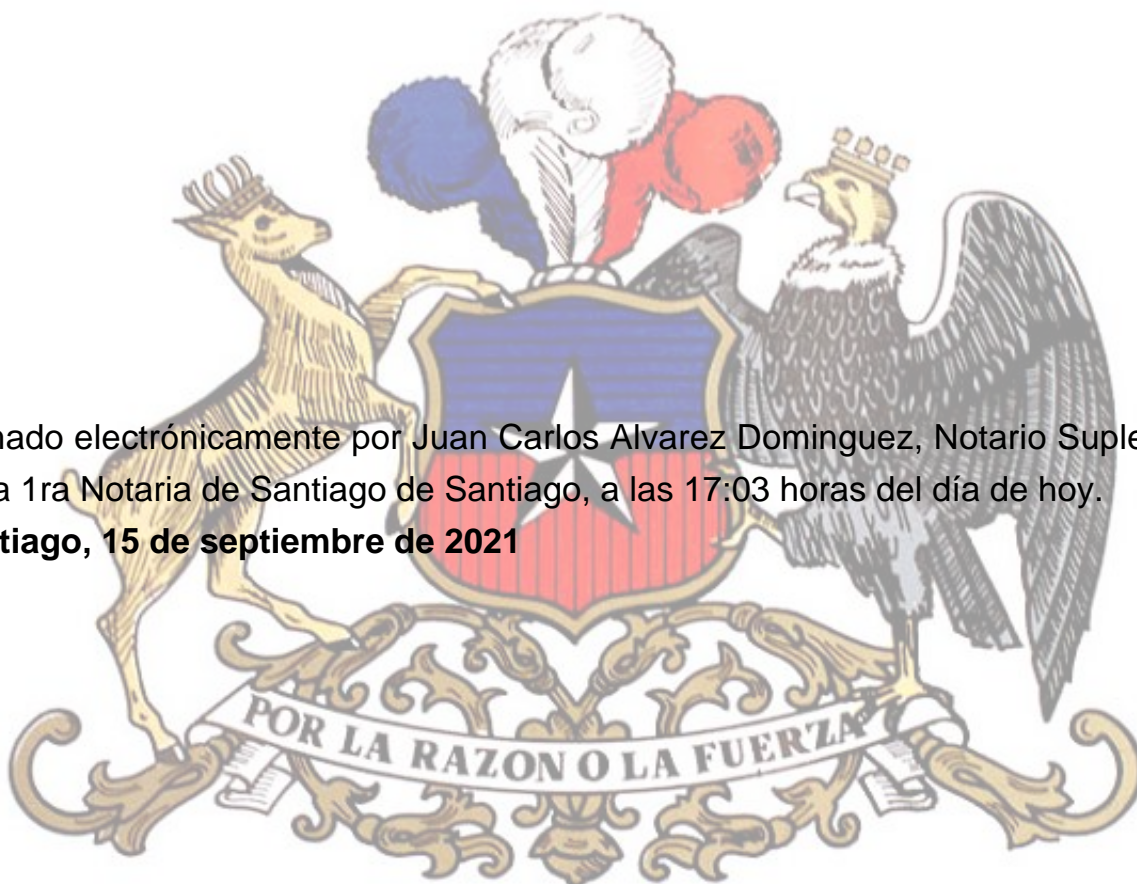 nado electrónicamente por Juan Carlos Alvarez Dominguez, Notario Suple
a 1ra Notaria de Santiago de Santiago, a las 17:03 horas del día de hoy.
tiago, 15 de septiembre de 2021
POR LA RAZON O LA FUERZA